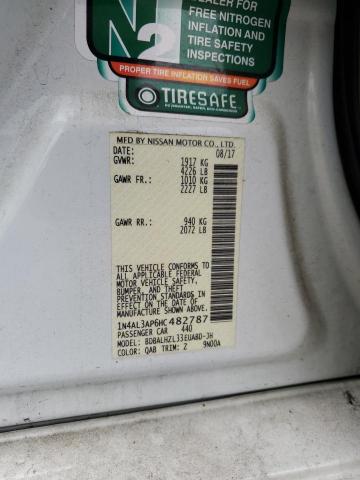 DEALER FOR
FREE NITROGEN
INFLATION AND
TIRE SAFETY
INSPECTIONS
N2
PROPER TIRE INFLATION SAVES FUEL
TIRESAFE
MFD BY NISSAN MOTOR CO., LTD.
DATE: 08/17
GVWR: 1917 KG
4226 LB
GAWR FR.: 1010 KG
2227 LB
GAWR RR: 940 KG
2072 LB
THIS VEHICLE CONFORMS TO
ALL APPLICABLE FEDERAL
MOTOR VEHICLE SAFETY,
BUMPER, AND THEFT
PREVENTION STANDARDS IN
EFFECT ON THE DATE OF
MANUFACTURE SHOWN ABOVE.
1N4AL3AP6HC482787
PASSENGER CAR 440
MODEL: BDBALHZL33EUA8D-JH
COLOR: QAB TRIM: 2 9N00A